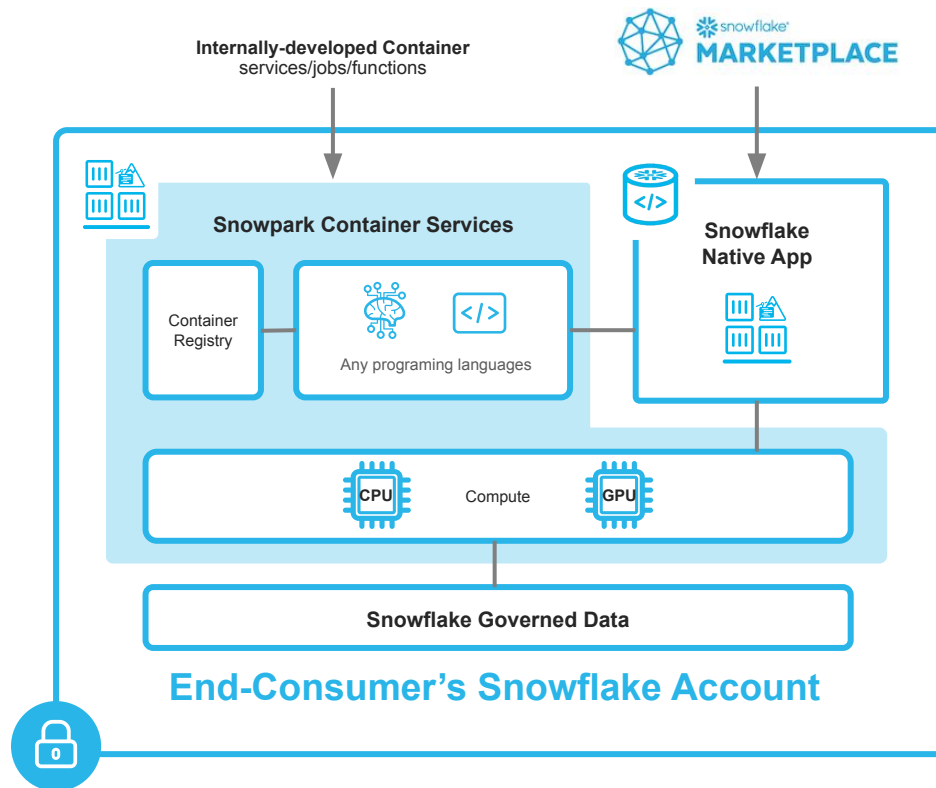 Internally-developed Container
services/jobs/functions
snowflake®
MARKETPLACE
Snowpark Container Services
Snowflake
Native App
</>
Container
Registry
</>
Any programing languages
CPU
Compute
GPU
Snowflake Governed Data
End-Consumer’s Snowflake Account
0